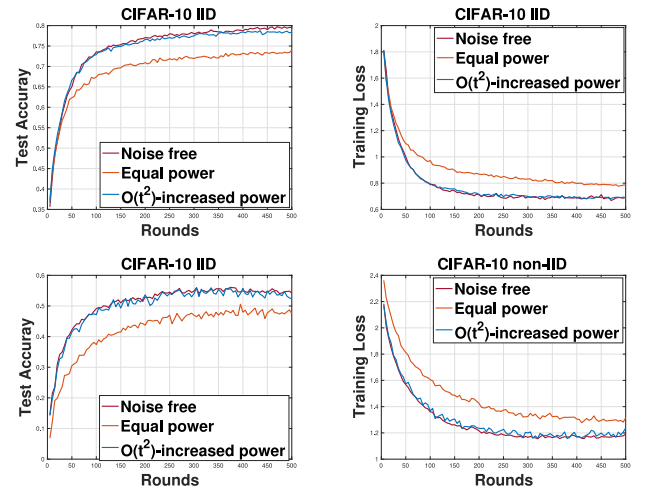 CIFAR-10 IID
Test Accuray
0.8
0.75
0.7
0.65
0.6
0.55
0.5
0.45
0.4
0.35
Noise free
Equal power
O(t²)-increased power
0 50 100 150 200 250 300 350 400 450 500
Rounds
CIFAR-10 IID
Training Loss
2
1.8
1.6
1.4
1.2
1
0.8
0.6
Noise free
Equal power
O(t²)-increased power
0 50 100 150 200 250 300 350 400 450 500
Rounds
CIFAR-10 IID
Test Accuray
0.6
0.5
0.4
0.3
0.2
0.1
0
Noise free
Equal power
O(t²)-increased power
0 50 100 150 200 250 300 350 400 450 500
Rounds
CIFAR-10 non-IID
Training Loss
2.4
2.2
2
1.8
1.6
1.4
1.2
1
Noise free
Equal power
O(t²)-increased power
0 50 100 150 200 250 300 350 400 450 500
Rounds